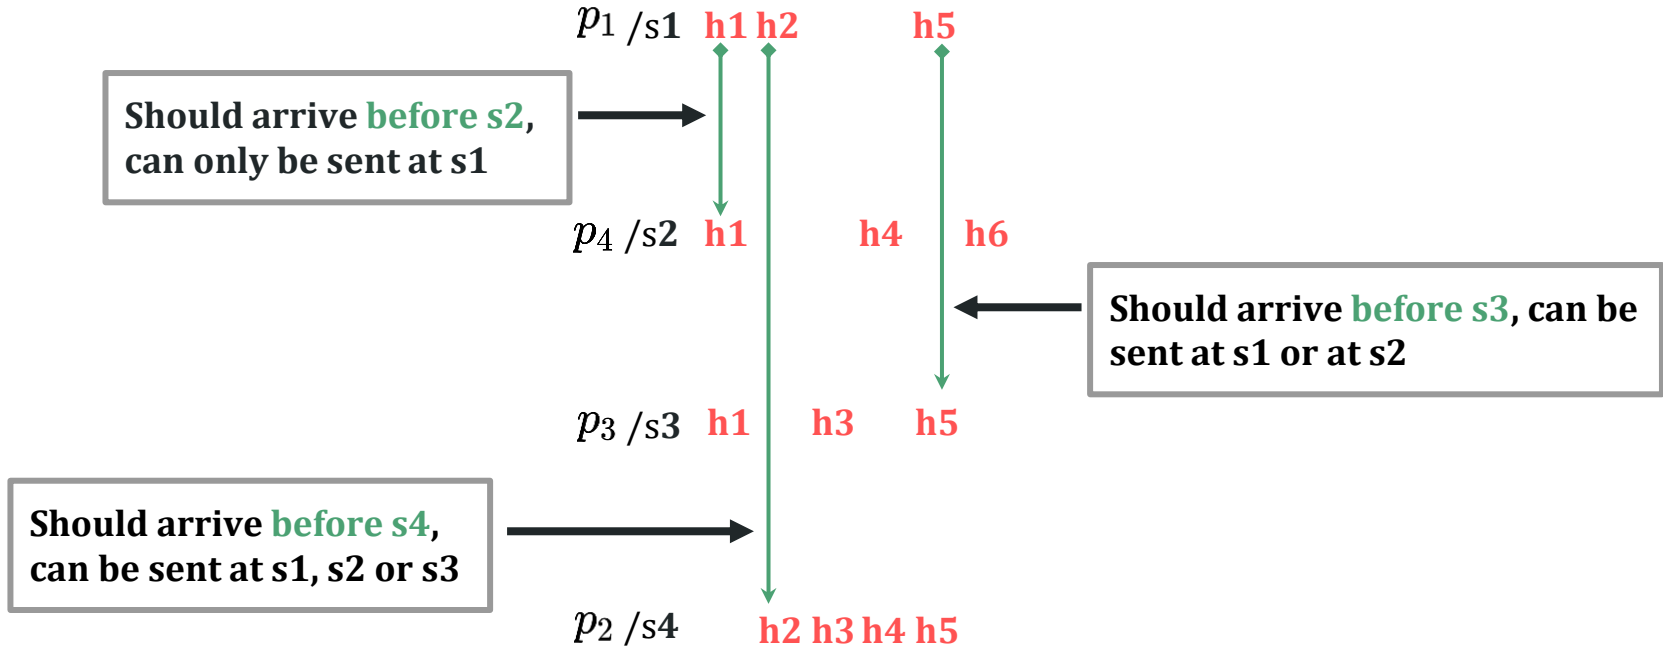 p1 /s1 h1 h2 h5
Should arrive before s2,
can only be sent at s1
p4 /s2 h1 h4 h6
Should arrive before s3, can be
sent at s1 or at s2
p3 /s3 h1 h3 h5
Should arrive before s4,
can be sent at s1, s2 or s3
p2 /s4 h2 h3 h4 h5